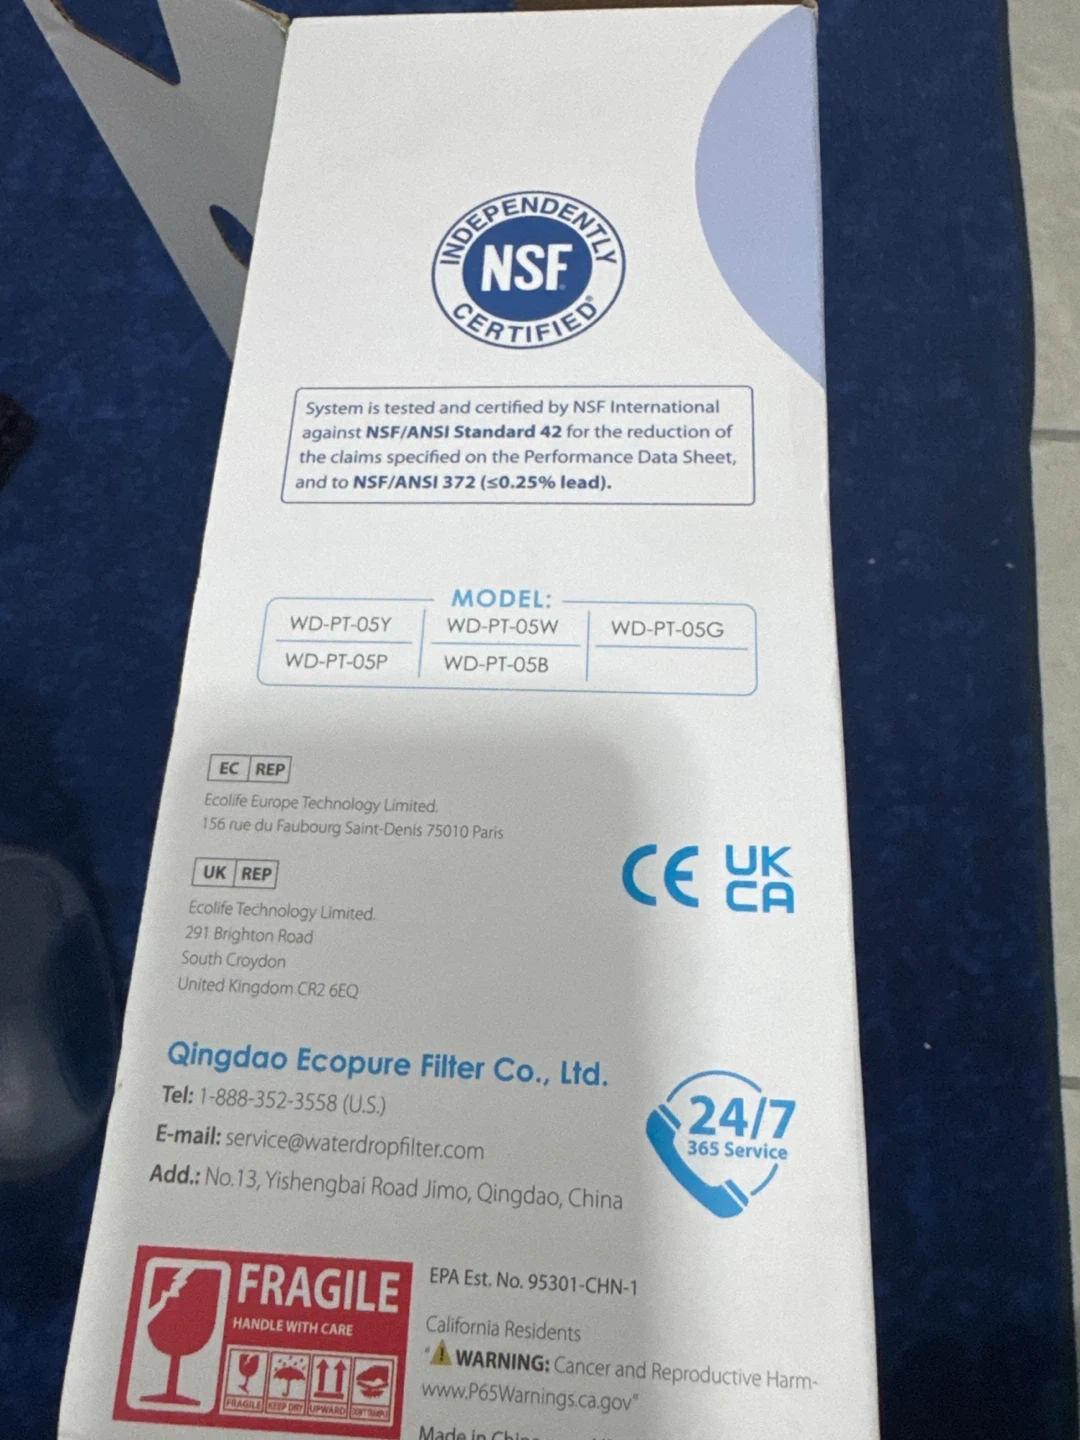 INDEPENDENTLY
NSF
CERTIFIED®
System is tested and certified by NSF International
against NSF/ANSI Standard 42 for the reduction of
the claims specified on the Performance Data Sheet,
and to NSF/ANSI 372 (≤0.25% lead).
MODEL:
WD-PT-05Y WD-PT-05W WD-PT-05G
WD-PT-05P WD-PT-05B
EC REP
Ecolife Europe Technology Limited.
156 rue du Faubourg Saint-Denis 75010 Paris
UK REP
Ecolife Technology Limited.
291 Brighton Road
South Croydon
United Kingdom CR2 6EQ
CE UK
CA
Qingdao Ecopure Filter Co., Ltd.
Tel: 1-888-352-3558 (U.S.)
E-mail: service@waterdropfilter.com
Add.: No.13, Yishengbai Road Jimo, Qingdao, China
24/7
365 Service
FRAGILE
HANDLE WITH CARE
FRAGILE KEEP DRY UPWARD
EPA Est. No. 95301-CHN-1
California Residents
"⚠ WARNING: Cancer and Reproductive Harm-
www.P65Warnings.ca.gov"
Made in